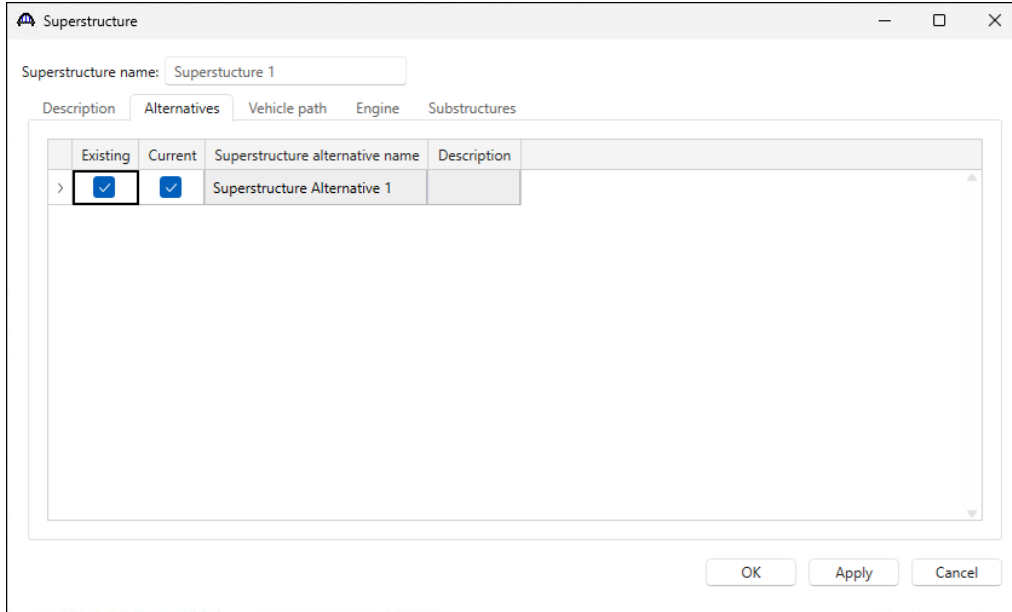 Superstructure
Superstructure name: Superstucture 1
Description Alternatives Vehicle path Engine Substructures
Existing Current Superstructure alternative name Description
Superstructure Alternative 1
OK Apply Cancel